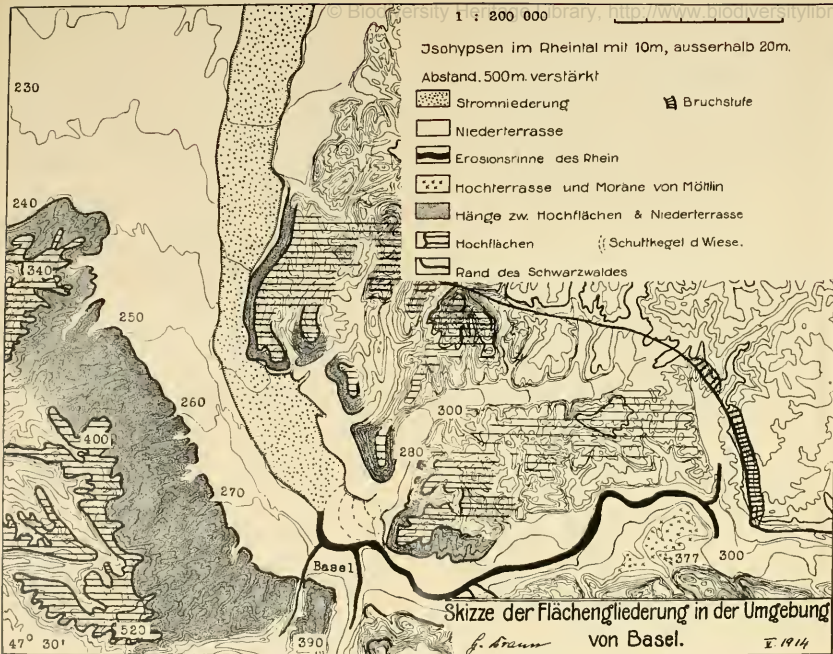 © Biodiversity Heritage Library, http://www.biodiversitylibr
1 : 200 000
Jsohypsen im Rheintal mit 10m, ausserhalb 20m.
Abstand. 500m. verstärkt
Stromniederung
Bruchstufe
Niederterrasse
Erosionsrinne des Rhein
Hochterrasse und Moräne von Möhlin
Hänge zw. Hochflächen & Niederterrasse
Hochflächen
Schuttkegel d Wiese.
Rand des Schwarzwaldes
230
240
340
250
260
400
300
280
270
Basel
377
300
520
390
47° 30'
Skizze der Flächengliederung in der Umgebung
von Basel.
G. Braun
V. 1914